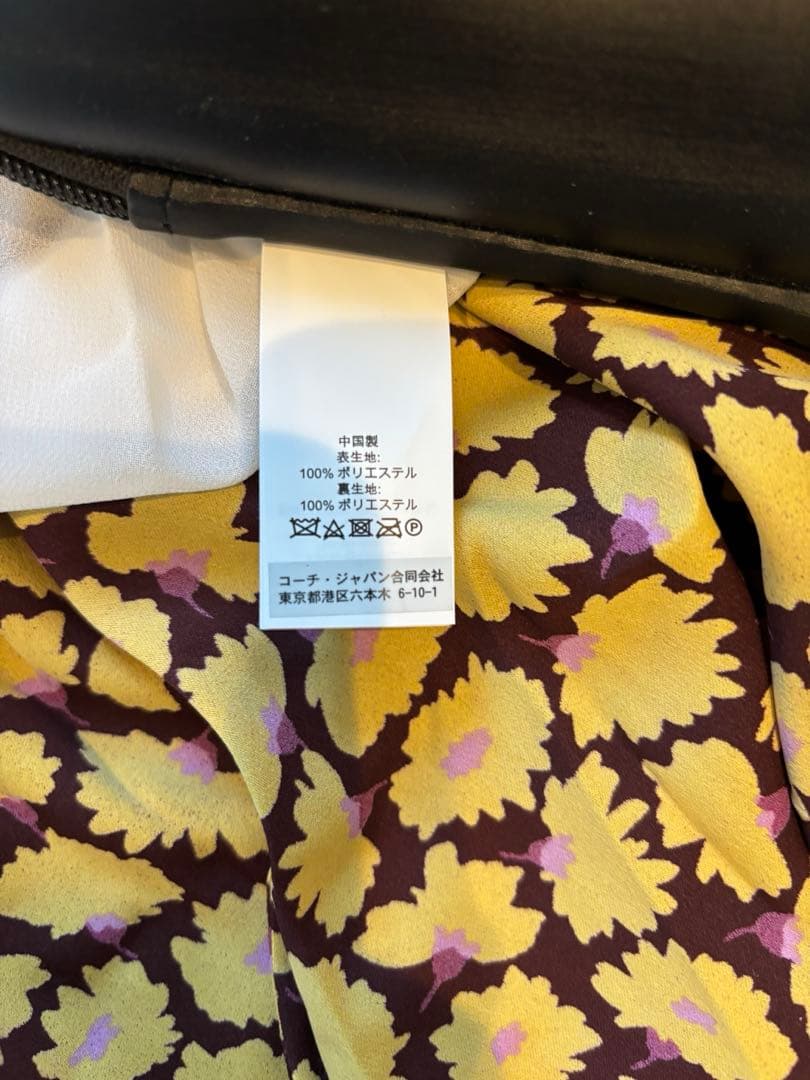 中国製
表生地:
100% ポリエステル
裏生地:
100% ポリエステル
Ⓟ
コーチ・ジャパン合同会社
東京都港区六本木 6-10-1